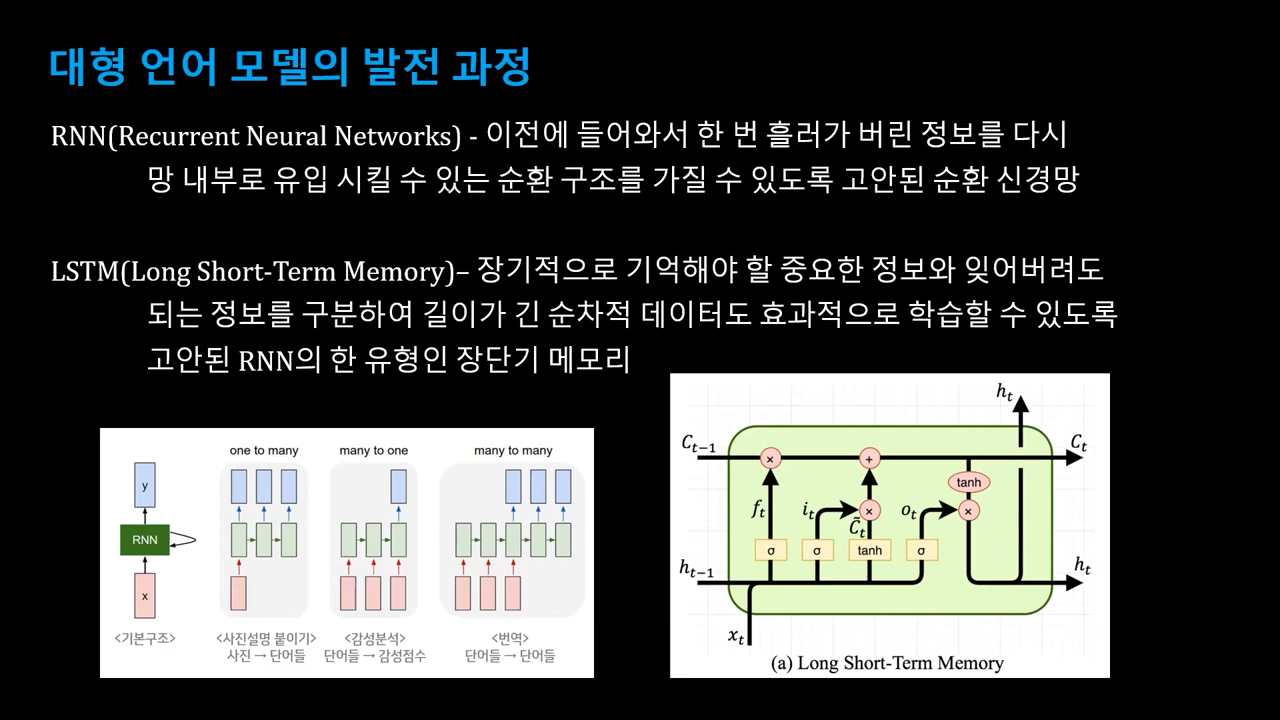 대형 언어 모델의 발전 과정
RNN(Recurrent Neural Networks) - 이전에 들어와서 한 번 흘러가 버린 정보를 다시
망 내부로 유입 시킬 수 있는 순환 구조를 가질 수 있도록 고안된 순환 신경망
LSTM(Long Short-Term Memory)– 장기적으로 기억해야 할 중요한 정보와 잊어버려도
되는 정보를 구분하여 길이가 긴 순차적 데이터도 효과적으로 학습할 수 있도록
고안된 RNN의 한 유형인 장단기 메모리
one to many
many to one
many to many
y
RNN
x
<기본구조>
<사진설명 붙이기>
사진 → 단어들
<감성분석>
단어들 → 감성점수
<번역>
단어들 → 단어들
h_t
C_{t−1}
×
+
C_t
tanh
f_t
i_t
×
C̃_t
o_t
×
σ
σ
tanh
σ
h_{t−1}
h_t
x_t
(a) Long Short-Term Memory